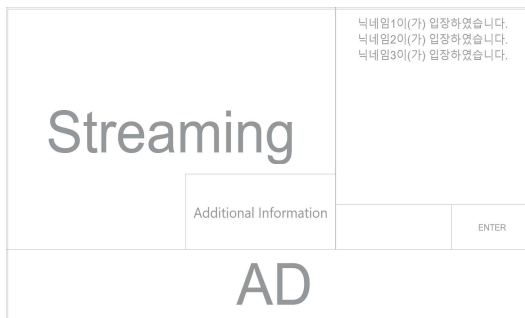 닉네임1이(가) 입장하였습니다.
닉네임2이(가) 입장하였습니다.
닉네임3이(가) 입장하였습니다.
Streaming
Additional Information
ENTER
AD